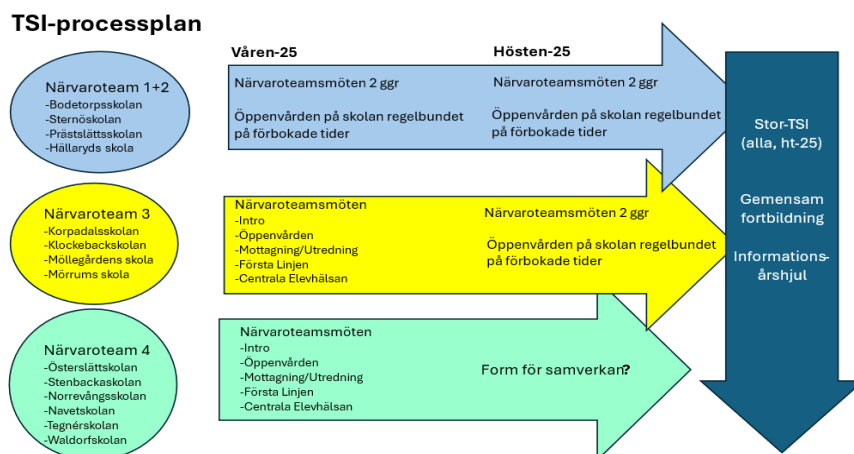 TSI-processplan
Våren-25
Hösten-25
Närvaroteam 1+2
-Bodetorpsskolan
-Sternöskolan
-Prästslättsskolan
-Hällaryds skola
Närvaroteamsmöten 2 ggr
Öppenvården på skolan regelbundet
på förbokade tider
Närvaroteamsmöten 2 ggr
Öppenvården på skolan regelbundet
på förbokade tider
Närvaroteam 3
-Korpadalsskolan
-Klockebackskolan
-Möllegårdens skola
-Mörrums skola
Närvaroteamsmöten
-Intro
-Öppenvården
-Mottagning/Utredning
-Första Linjen
-Centrala Elevhälsan
Närvaroteamsmöten 2 ggr
Öppenvården på skolan regelbundet
på förbokade tider
Närvaroteam 4
-Österslättskolan
-Stenbackaskolan
-Norrevångsskolan
-Navetskolan
-Tegnérskolan
-Waldorfskolan
Närvaroteamsmöten
-Intro
-Öppenvården
-Mottagning/Utredning
-Första Linjen
-Centrala Elevhälsan
Form för samverkan?
Stor-TSI
(alla, ht-25)
Gemensam
fortbildning
Informations-
årshjul